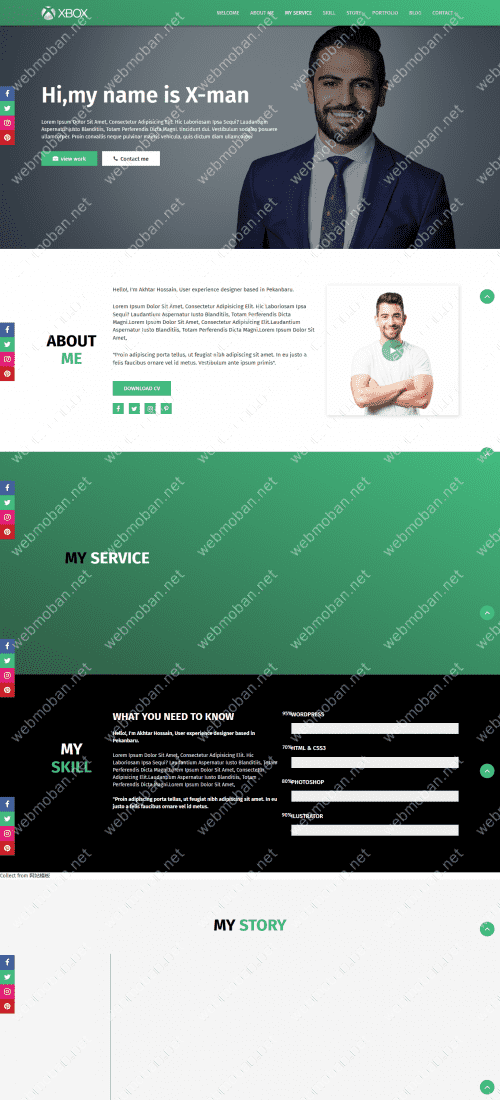 XBOX
WELCOME ABOUT ME MY SERVICE SKILL STORY PORTFOLIO BLOG CONTACT
Hi,my name is X-man
Lorem Ipsum Dolor Sit Amet, Consectetur Adipisicing Elit. Hic Laboriosam Ipsa Sequi? Laudantium
Aspernatur Iusto Blanditiis, Totam Perferendis Dicta Magni. tincidunt dui. Vestibulum sodales posuere
ullamcorper. Proin convallis neque pulvinar mauris vehicula, quis dictum diam ullamcorper
view work
Contact me
ABOUT
ME
Hello!, I'm Akhtar Hossain, User experience designer based in Pekanbaru.
Lorem Ipsum Dolor Sit Amet, Consectetur Adipisicing Elit. Hic Laboriosam Ipsa
Sequi? Laudantium Aspernatur Iusto Blanditiis, Totam Perferendis Dicta
Magni.Lorem Ipsum Dolor Sit Amet, Consectetur Adipisicing Elit.Laudantium
Aspernatur Iusto Blanditiis, Totam Perferendis Dicta Magni.Lorem Ipsum Dolor Sit
Amet,
"Proin adipiscing porta tellus, ut feugiat nibh adipiscing sit amet. In eu justo a
felis faucibus ornare vel id metus. Vestibulum ante ipsum primis".
DOWNLOAD CV
MY SERVICE
MY
SKILL
WHAT YOU NEED TO KNOW
Hello!, I'm Akhtar Hossain, User experience designer based in
Pekanbaru.
Lorem Ipsum Dolor Sit Amet, Consectetur Adipisicing Elit. Hic
Laboriosam Ipsa Sequi? Laudantium Aspernatur Iusto Blanditiis, Totam
Perferendis Dicta Magni.Lorem Ipsum Dolor Sit Amet, Consectetur
Adipisicing Elit.Laudantium Aspernatur Iusto Blanditiis, Totam
Perferendis Dicta Magni.Lorem Ipsum Dolor Sit Amet,
"Proin adipiscing porta tellus, ut feugiat nibh adipiscing sit amet. In eu
justo a felis faucibus ornare vel id metus.
95% WORDPRESS
70% HTML & CSS3
80% PHOTOSHOP
90% ILUSTRATOR
Collect from
MY STORY
webmoban.net